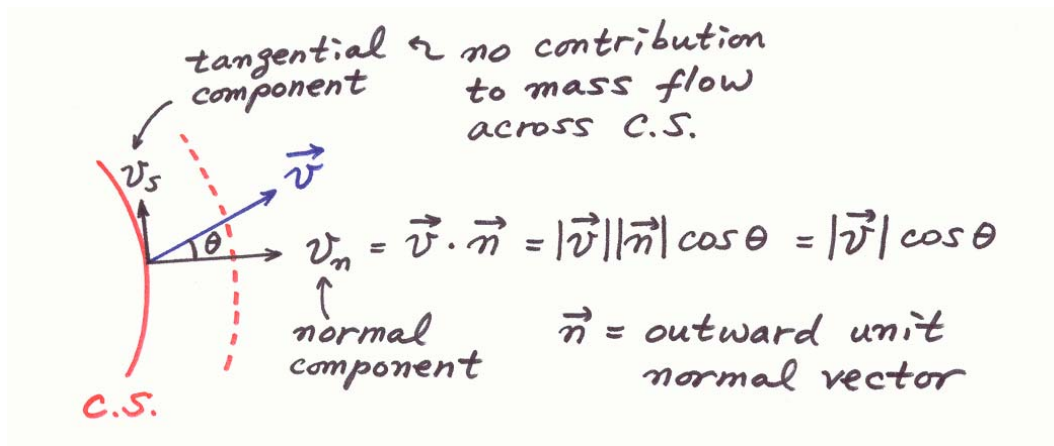 tangential ↰ no contribution
component to mass flow
across C.S.
v_s
v⃗
θ
v_n = v⃗ · n⃗ = |v⃗||n⃗| cos θ = |v⃗| cos θ
normal
component
n⃗ = outward unit
normal vector
C.S.